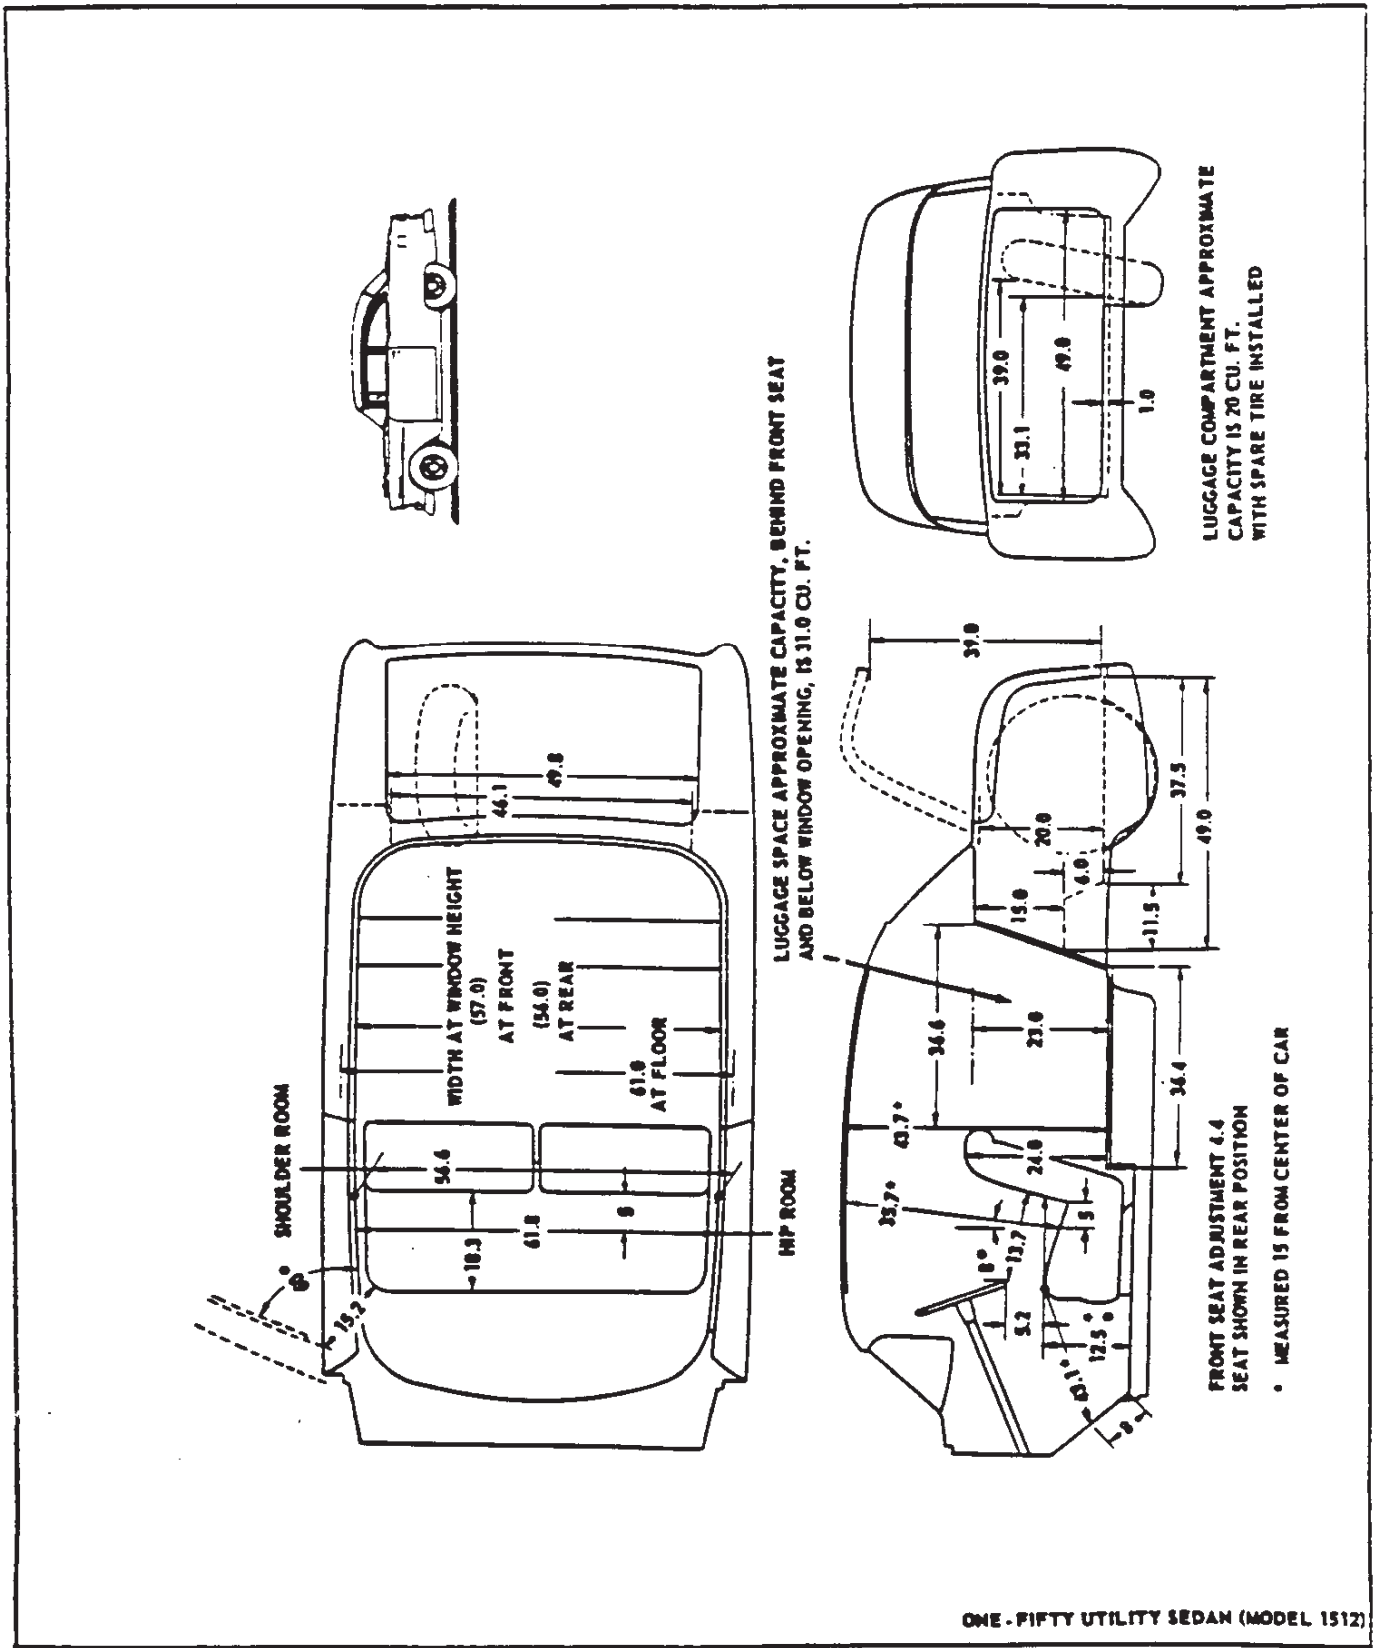 SHOULDER ROOM
15.2
56.6
18.3
61.8
5
HIP ROOM
WIDTH AT WINDOW HEIGHT
(57.0)
AT FRONT
(56.0)
AT REAR
61.0
AT FLOOR
46.1
49.8
LUGGAGE SPACE APPROXIMATE CAPACITY, BEHIND FRONT SEAT
AND BELOW WINDOW OPENING, IS 31.0 CU. FT.
43.7*
35.7*
36.6
23.0
24.0
36.4
8*
13.7
5
5.2
12.5
43.1*
8
15.0
20.0
6.0
11.5
37.5
49.0
39.0
39.0
33.1
49.0
1.0
LUGGAGE COMPARTMENT APPROXIMATE
CAPACITY IS 20 CU. FT.
WITH SPARE TIRE INSTALLED
FRONT SEAT ADJUSTMENT 4.4
SEAT SHOWN IN REAR POSITION
* MEASURED 15 FROM CENTER OF CAR
ONE-FIFTY UTILITY SEDAN (MODEL 1512)